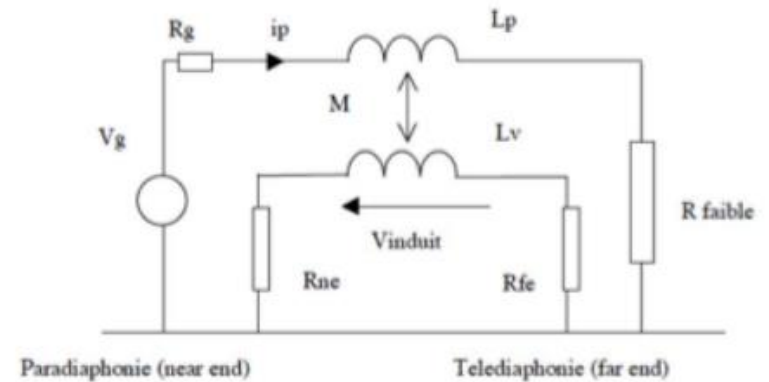 Rg
ip
Lp
M
Vg
Lv
R faible
Vinduit
Rne
Rfe
Paradiaphonie (near end)
Telediaphonie (far end)